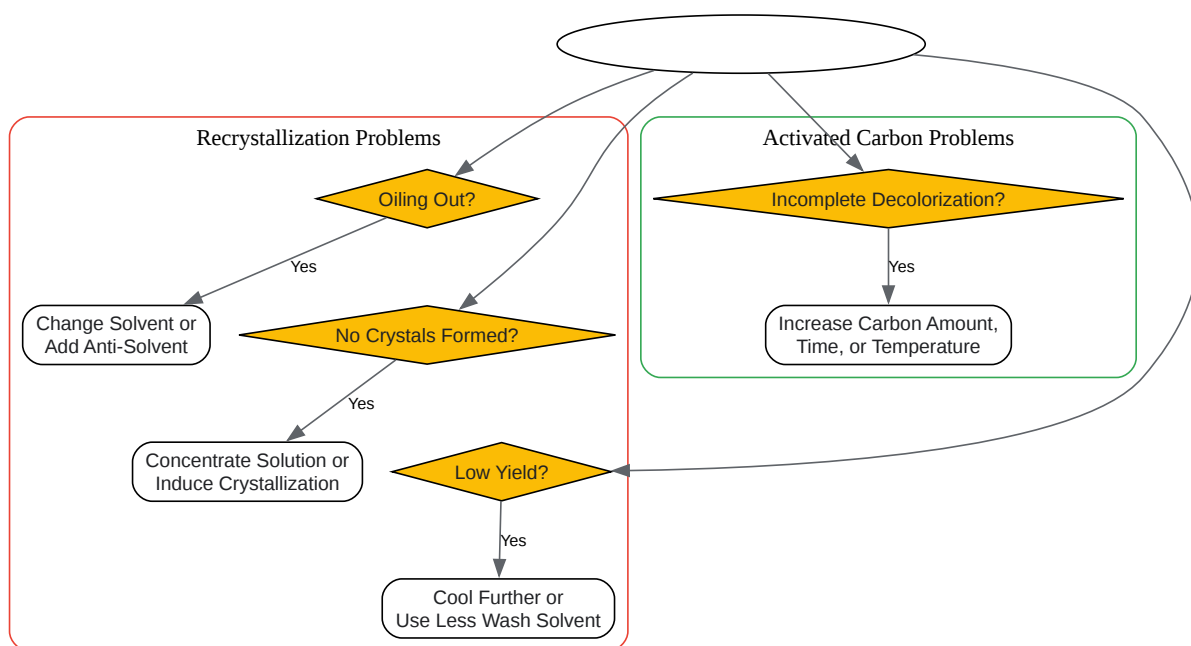 Recrystallization Problems
Activated Carbon Problems
Oiling Out?
Incomplete Decolorization?
Yes
Yes
Change Solvent or
Add Anti-Solvent
No Crystals Formed?
Increase Carbon Amount,
Time, or Temperature
Yes
Concentrate Solution or
Induce Crystallization
Low Yield?
Yes
Cool Further or
Use Less Wash Solvent